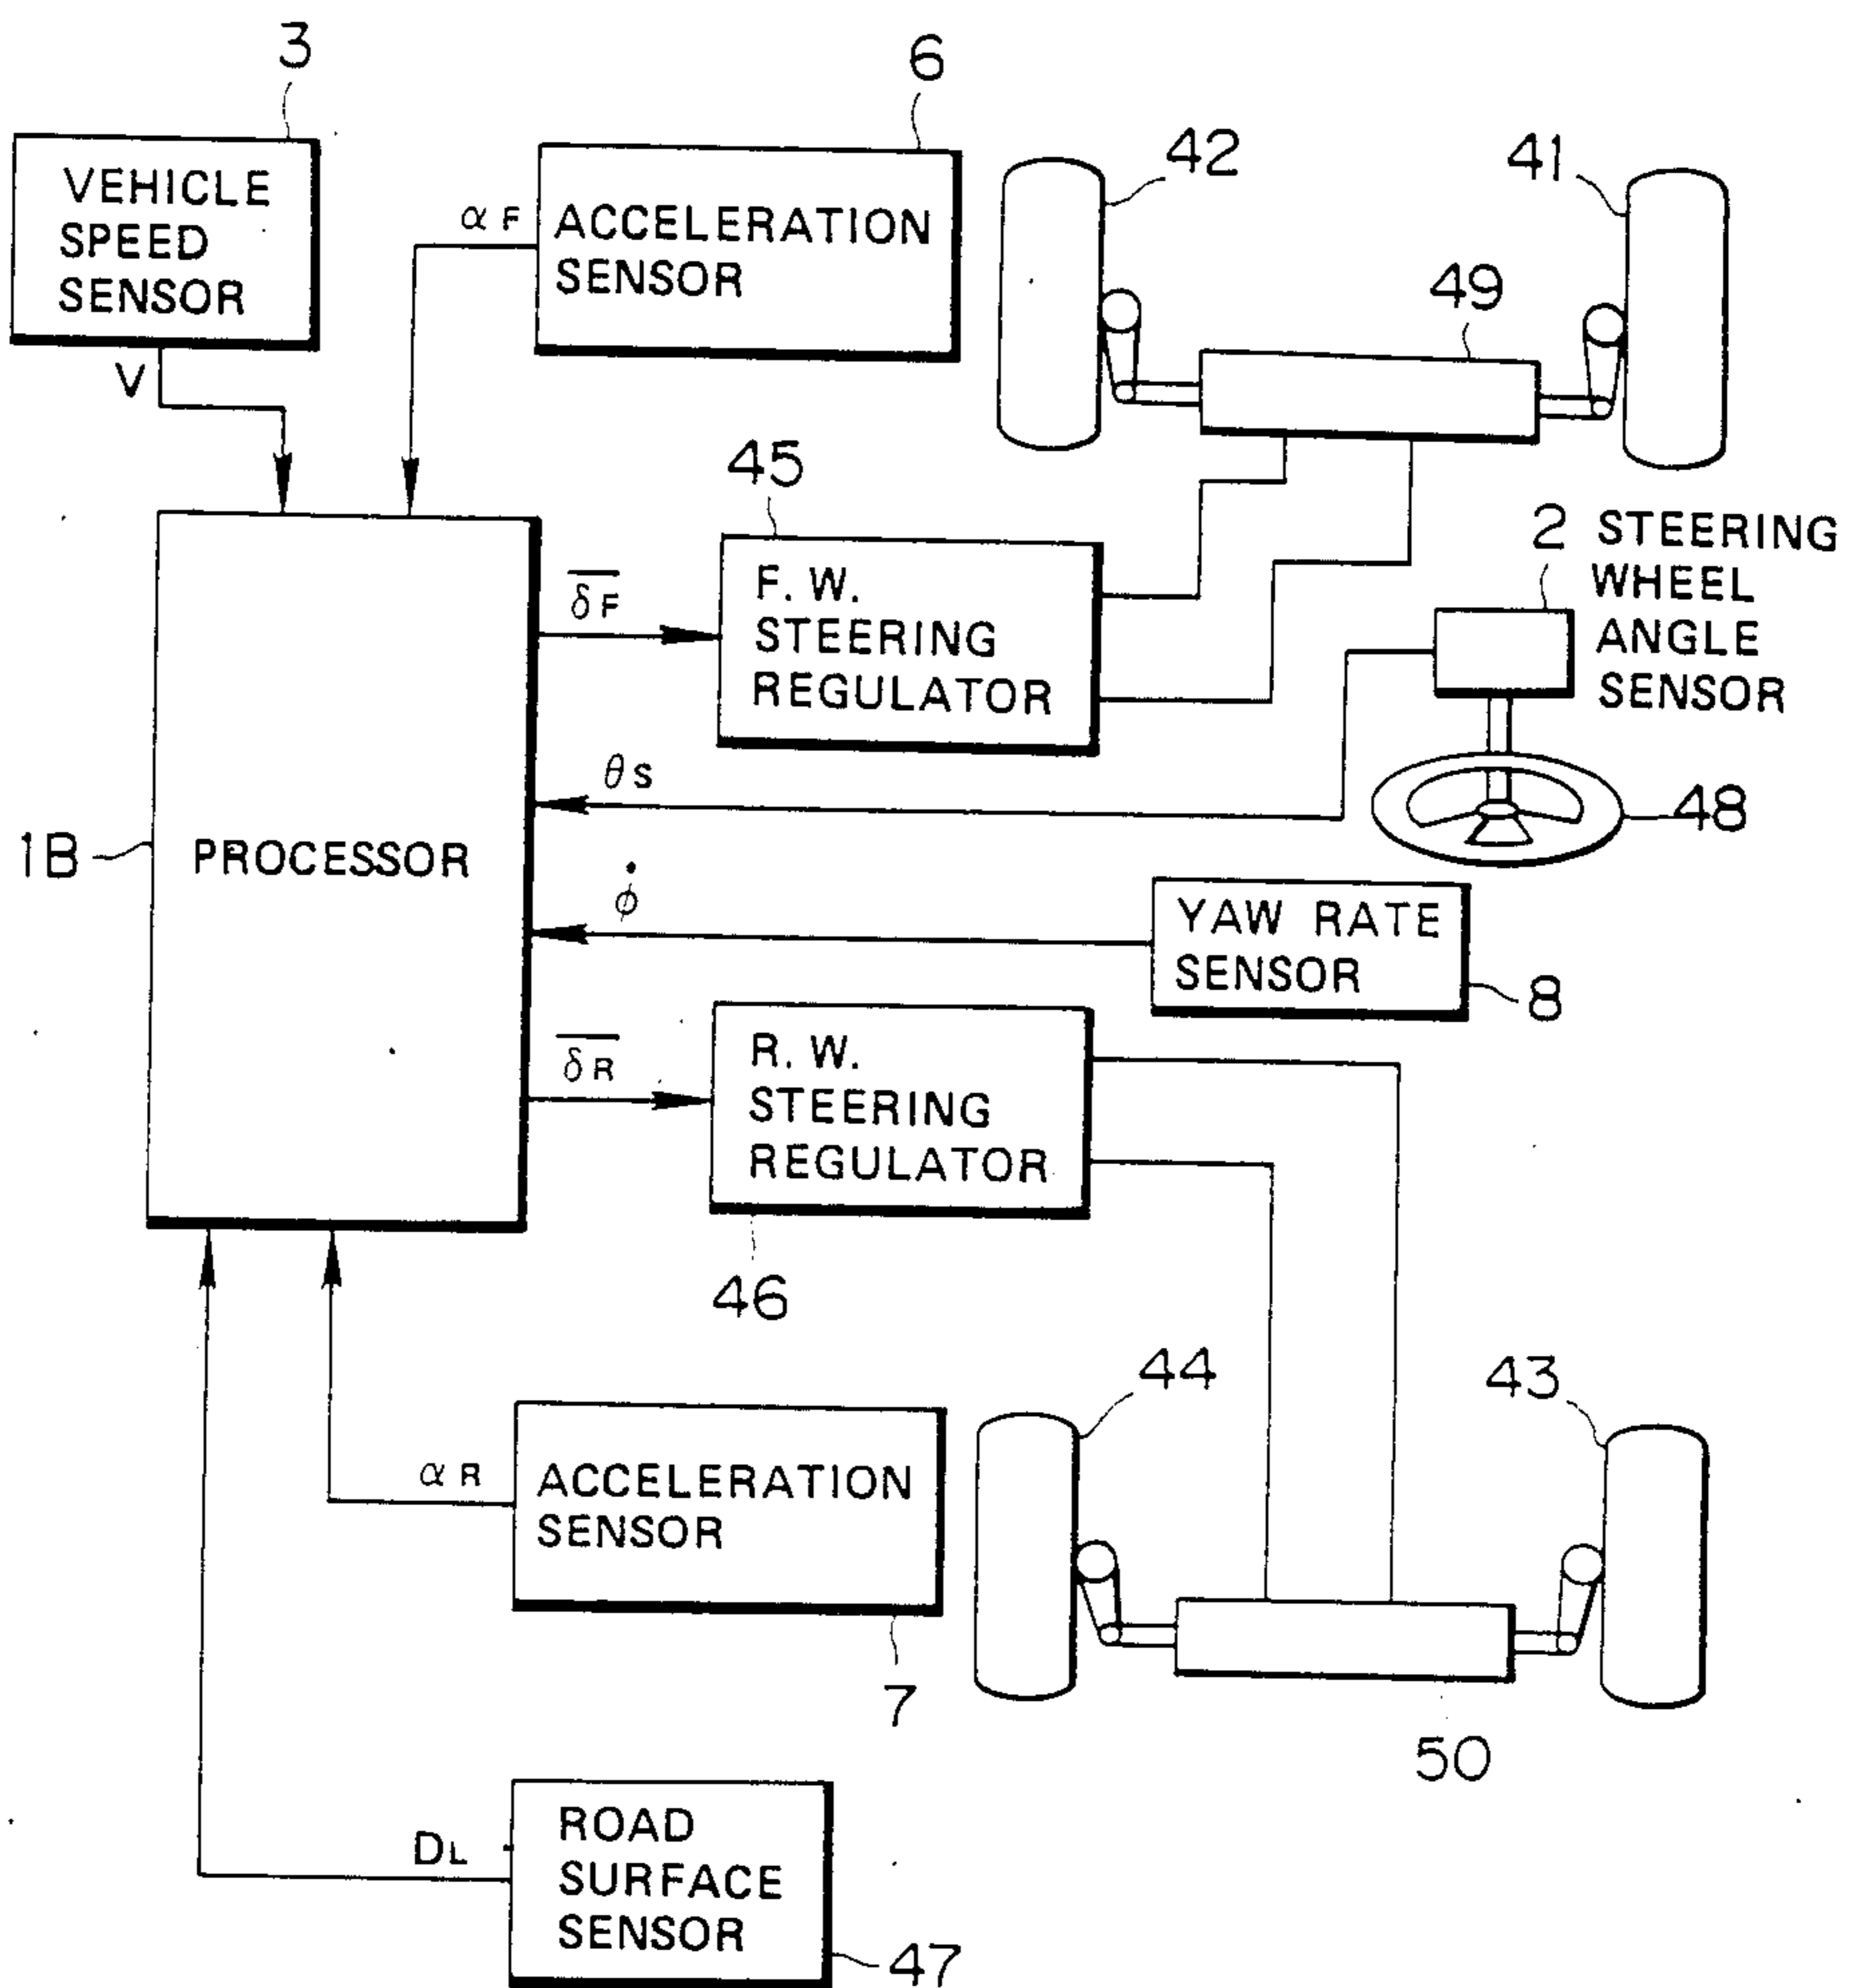 3
6
VEHICLE
SPEED
SENSOR
V
αF
ACCELERATION
SENSOR
42
41
49
45
F. W.
STEERING
REGULATOR
δF
2 STEERING
WHEEL
ANGLE
SENSOR
θS
48
1B
PROCESSOR
φ̇
YAW RATE
SENSOR
8
δR
R. W.
STEERING
REGULATOR
46
44
43
αR
ACCELERATION
SENSOR
7
50
DL
ROAD
SURFACE
SENSOR
47